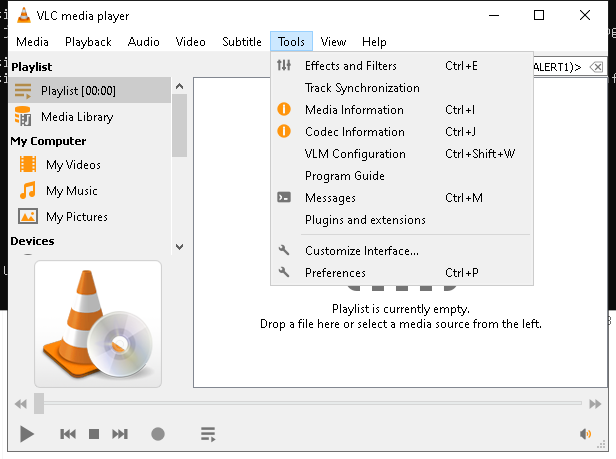 VLC media player
Media Playback Audio Video Subtitle Tools View Help
Playlist
Playlist [00:00]
Media Library
My Computer
My Videos
My Music
My Pictures
Devices
Effects and Filters Ctrl+E
Track Synchronization
Media Information Ctrl+I
Codec Information Ctrl+J
VLM Configuration Ctrl+Shift+W
Program Guide
Messages Ctrl+M
Plugins and extensions
Customize Interface...
Preferences Ctrl+P
ALERT1)>
Playlist is currently empty.
Drop a file here or select a media source from the left.